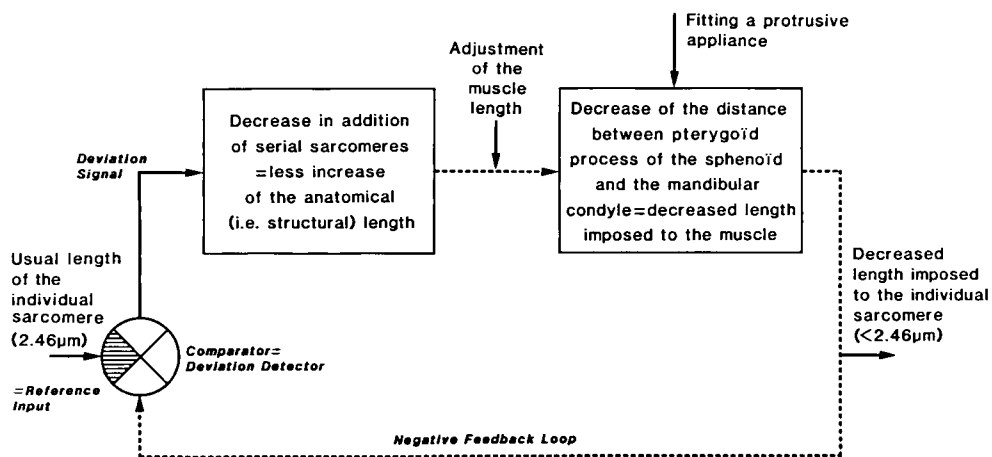 Fitting a protrusive
appliance
Adjustment
of the
muscle
length
Decrease in addition
of serial sarcomeres
=less increase
of the anatomical
(i.e. structural) length
Decrease of the distance
between pterygoïd
process of the sphenoïd
and the mandibular
condyle=decreased length
imposed to the muscle
Deviation
Signal
Usual length
of the
individual
sarcomere
(2.46µm)
=Reference
Input
Comparator=
Deviation Detector
Decreased
length imposed
to the individual
sarcomere
(<2.46µm)
Negative Feedback Loop